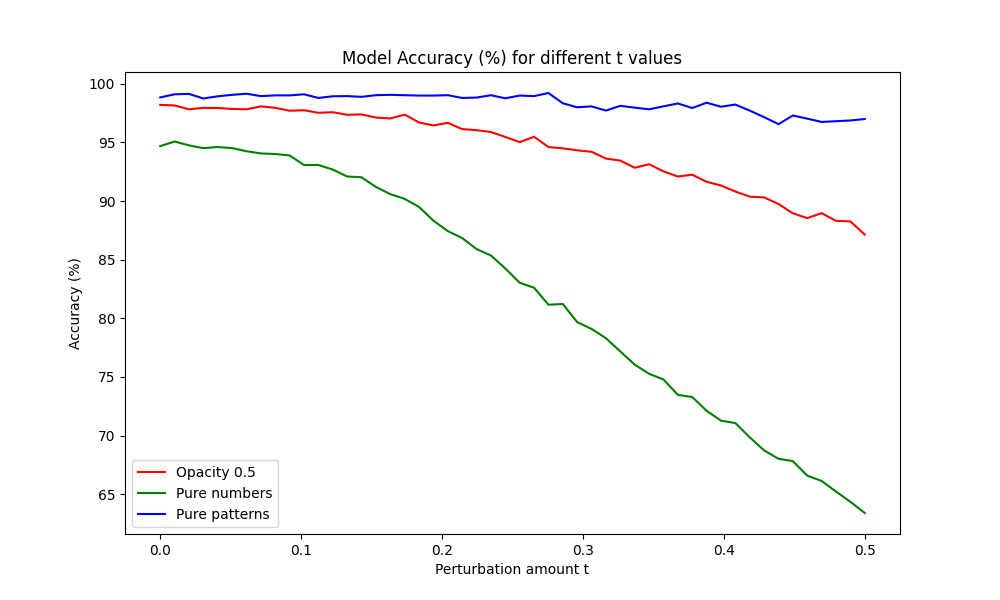 Model Accuracy (%) for different t values
Accuracy (%)
100
95
90
85
80
75
70
65
Opacity 0.5
Pure numbers
Pure patterns
0.0 0.1 0.2 0.3 0.4 0.5
Perturbation amount t